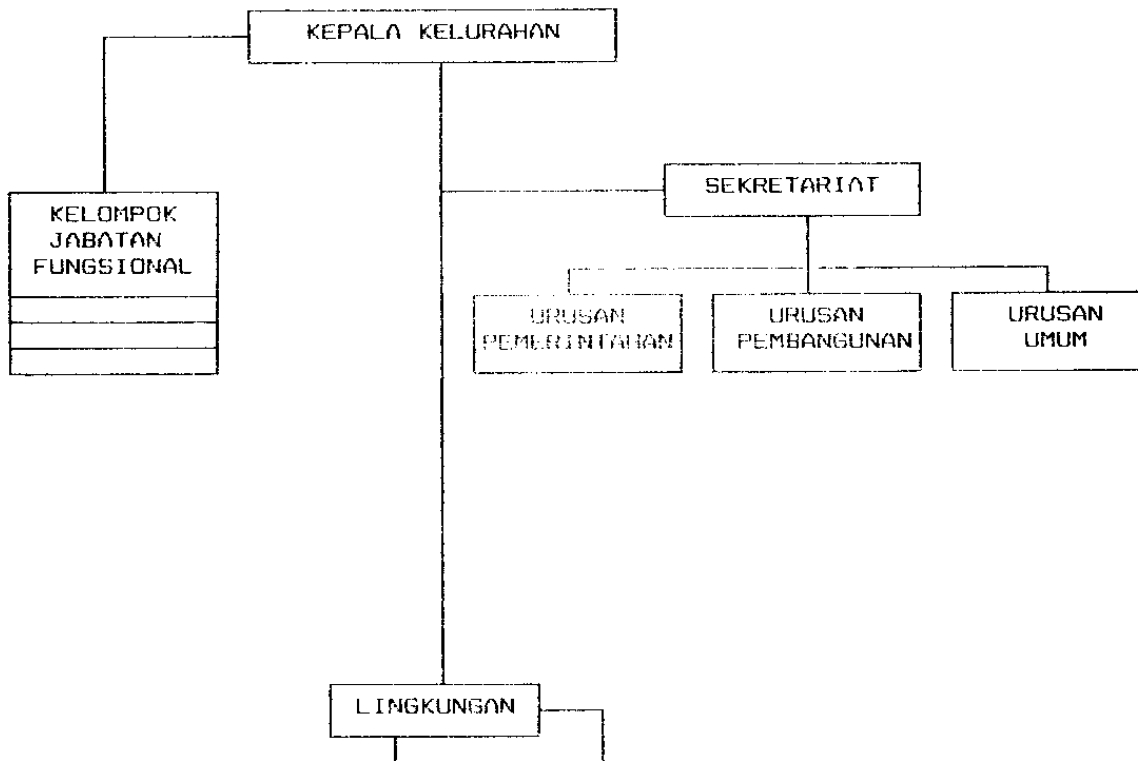 KEPALA KELURAHAN
SEKRETARIAT
KELOMPOK
JABATAN
FUNGSIONAL
URUSAN
PEMERINTAHAN
URUSAN
PEMBANGUNAN
URUSAN
UMUM
LINGKUNGAN